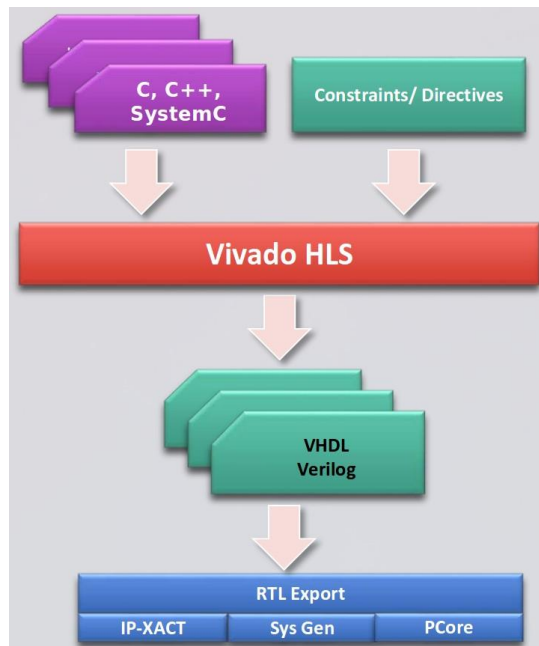 C, C++,
SystemC
Constraints/ Directives
Vivado HLS
VHDL
Verilog
RTL Export
IP-XACT
Sys Gen
PCore